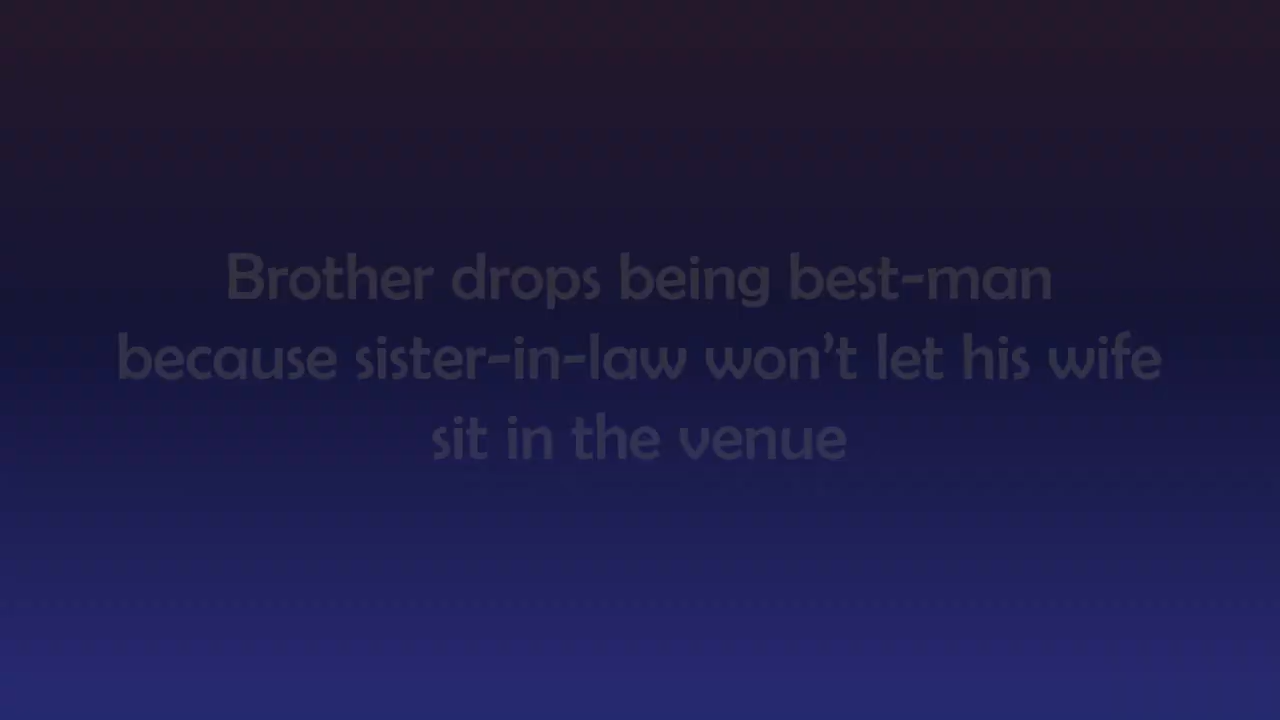 Brother drops being best-man
because sister-in-law won’t let his wife
sit in the venue